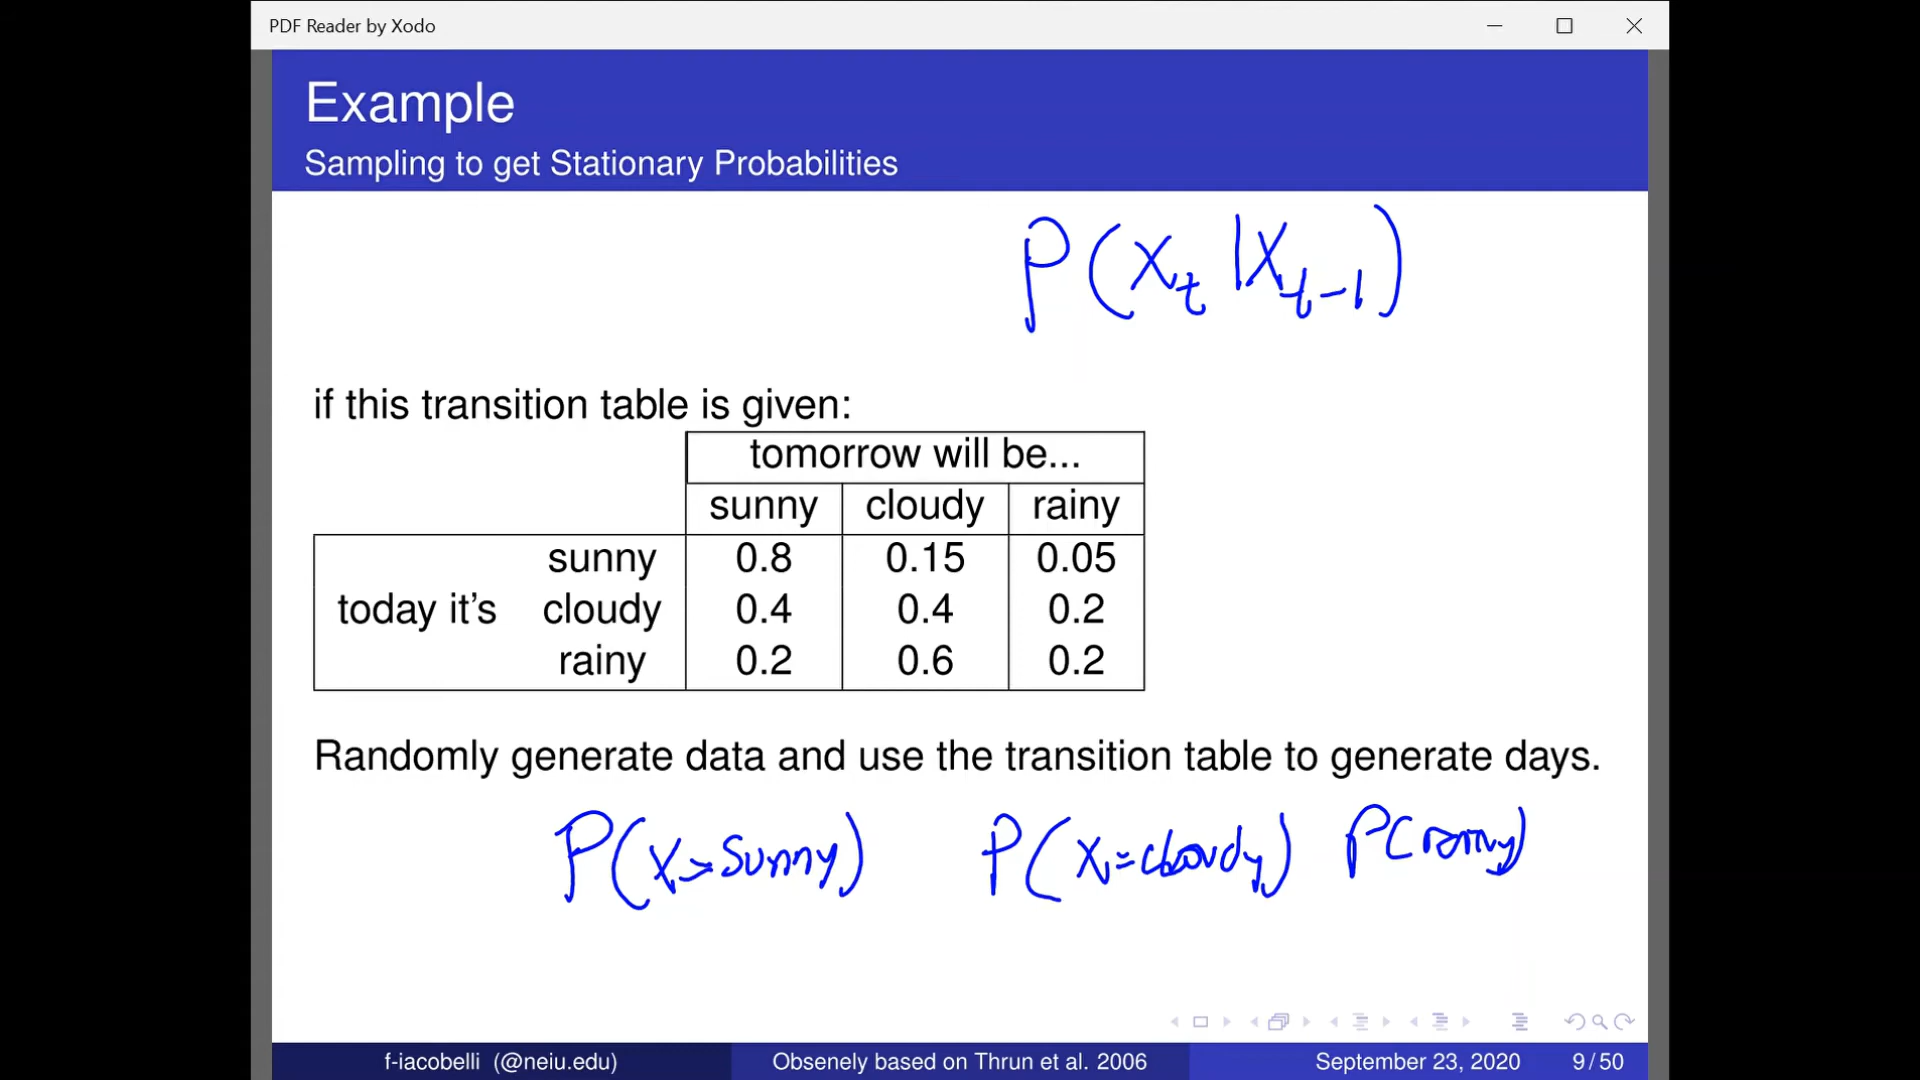 PDF Reader by Xodo
Example
Sampling to get Stationary Probabilities
P(X_t | X_{t-1})
if this transition table is given:
tomorrow will be...
sunny cloudy rainy
sunny 0.8 0.15 0.05
today it's cloudy 0.4 0.4 0.2
rainy 0.2 0.6 0.2
Randomly generate data and use the transition table to generate days.
P(X=sunny) P(X=cloudy) P(rainy)
f-iacobelli (@neiu.edu) Obsenely based on Thrun et al. 2006 September 23, 2020 9/50